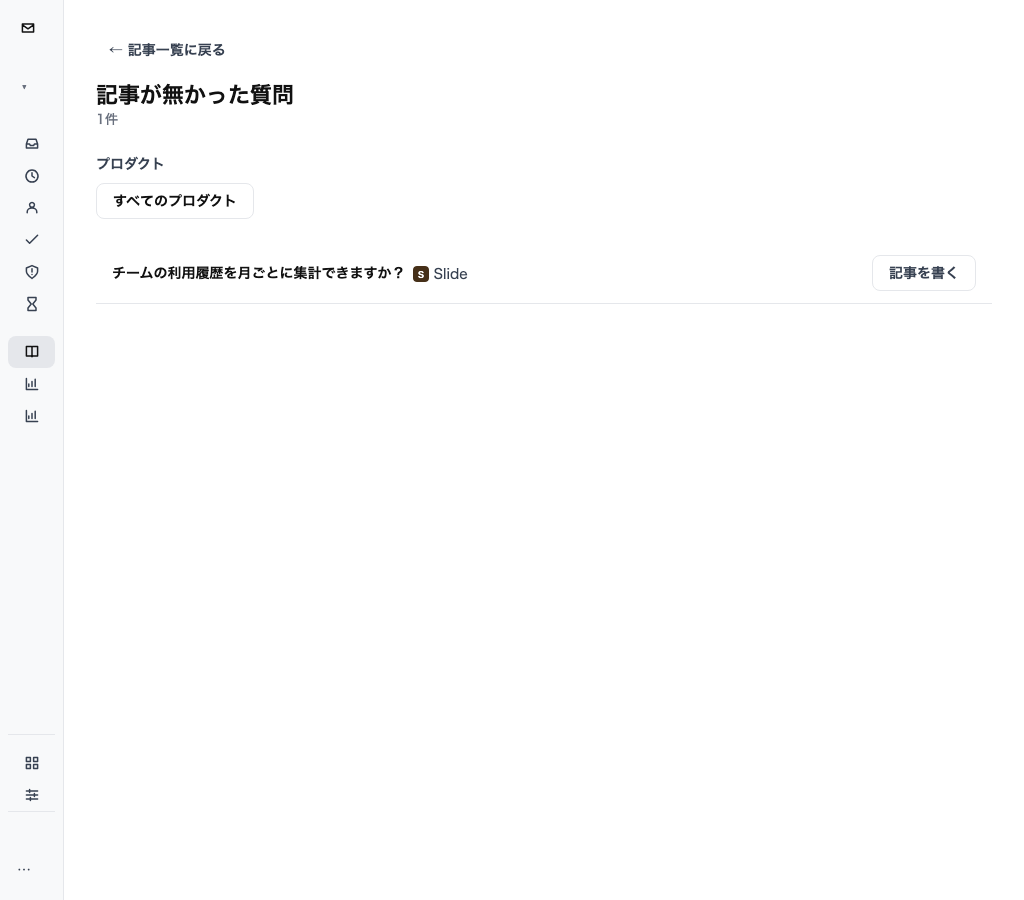 ← 記事一覧に戻る
記事が無かった質問
1件
プロダクト
すべてのプロダクト
チームの利用履歴を月ごとに集計できますか？ S Slide 記事を書く
…